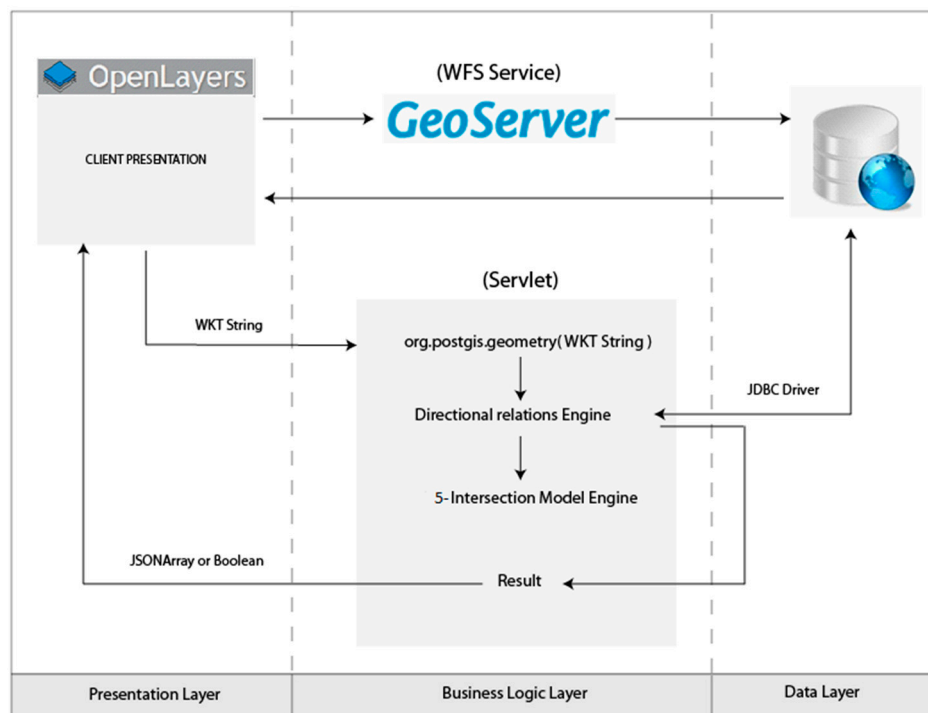 OpenLayers
CLIENT PRESENTATION
(WFS Service)
GeoServer
(Servlet)
WKT String
org.postgis.geometry( WKT String )
Directional relations Engine
JDBC Driver
5- Intersection Model Engine
JSONArray or Boolean
Result
Presentation Layer
Business Logic Layer
Data Layer